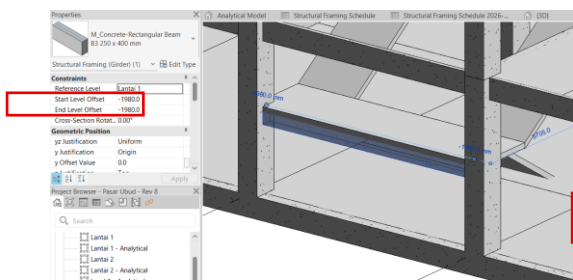 Properties
Analytical Model
Structural Framing Schedule
Structural Framing Schedule 2026-...
{3D}
M_Concrete-Rectangular Beam
B3 250 x 400 mm
Structural Framing (Girder) (1)
Edit Type
Constraints
Reference Level Lantai 1
Start Level Offset -1980.0
End Level Offset -1980.0
Cross-Section Rotat... 0.00°
Geometric Position
yz Justification Uniform
y Justification Origin
y Offset Value 0.0
Apply
Project Browser - Pasar Ubud - Rev 8
Search
Lantai 1
Lantai 1 - Analytical
Lantai 2
Lantai 2 - Analytical